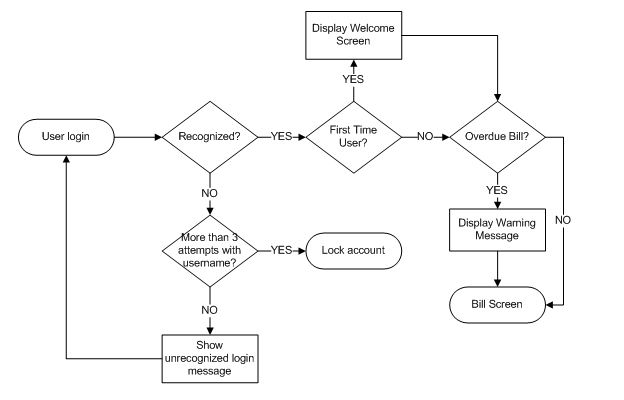 Display Welcome
Screen
YES
User login
Recognized?
YES
First Time
User?
NO
Overdue Bill?
NO
YES
NO
More than 3
attempts with
username?
YES
Lock account
Display Warning
Message
NO
Bill Screen
Show
unrecognized login
message